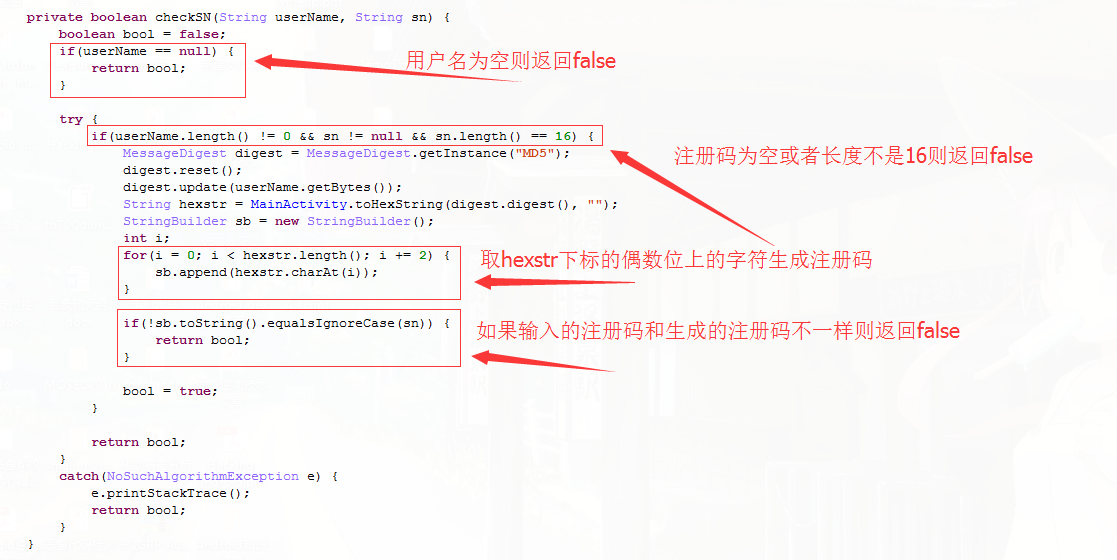 private boolean checkSN(String userName, String sn) {
boolean bool = false;
if(userName == null) {
return bool;
}
用户名为空则返回false
try {
if(userName.length() != 0 && sn != null && sn.length() == 16) {
MessageDigest digest = MessageDigest.getInstance("MD5");
注册码为空或者长度不是16则返回false
digest.reset();
digest.update(userName.getBytes());
String hexstr = MainActivity.toHexString(digest.digest(), "");
StringBuilder sb = new StringBuilder();
int i;
for(i = 0; i < hexstr.length(); i += 2) {
sb.append(hexstr.charAt(i));
}
取hexstr下标的偶数位上的字符生成注册码
if(!sb.toString().equalsIgnoreCase(sn)) {
return bool;
}
如果输入的注册码和生成的注册码不一样则返回false
bool = true;
}
return bool;
}
catch(NoSuchAlgorithmException e) {
e.printStackTrace();
return bool;
}
}